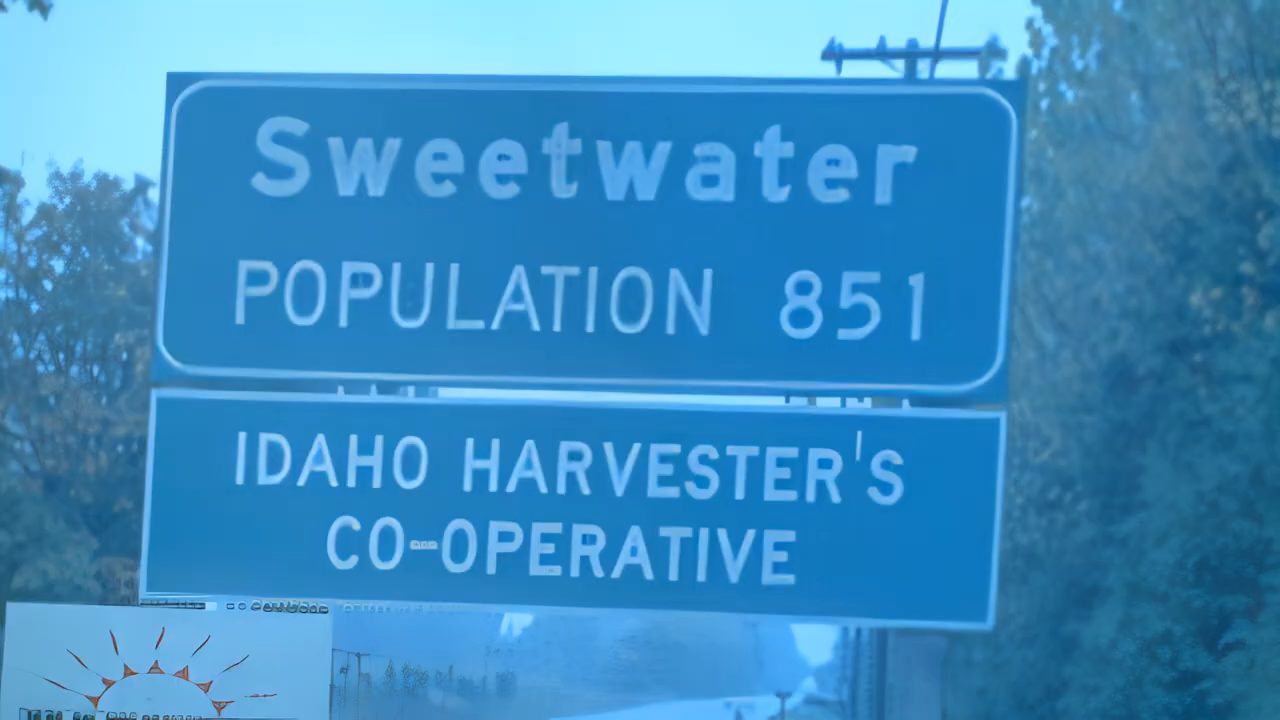 Sweetwater
POPULATION 851
IDAHO HARVESTER'S
CO-OPERATIVE